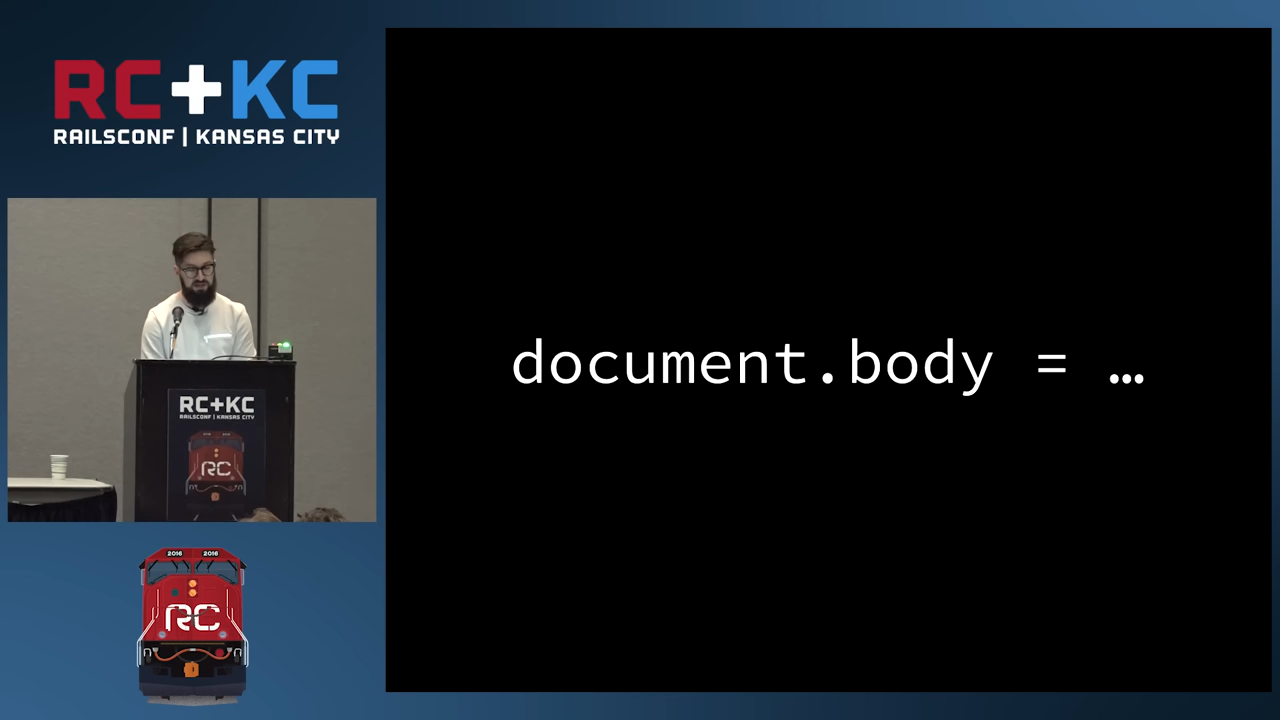 RC+KC
RAILSCONF | KANSAS CITY
document.body = …
RC+KC
RAILSCONF | KANSAS CITY
RC
2016 2016
RC